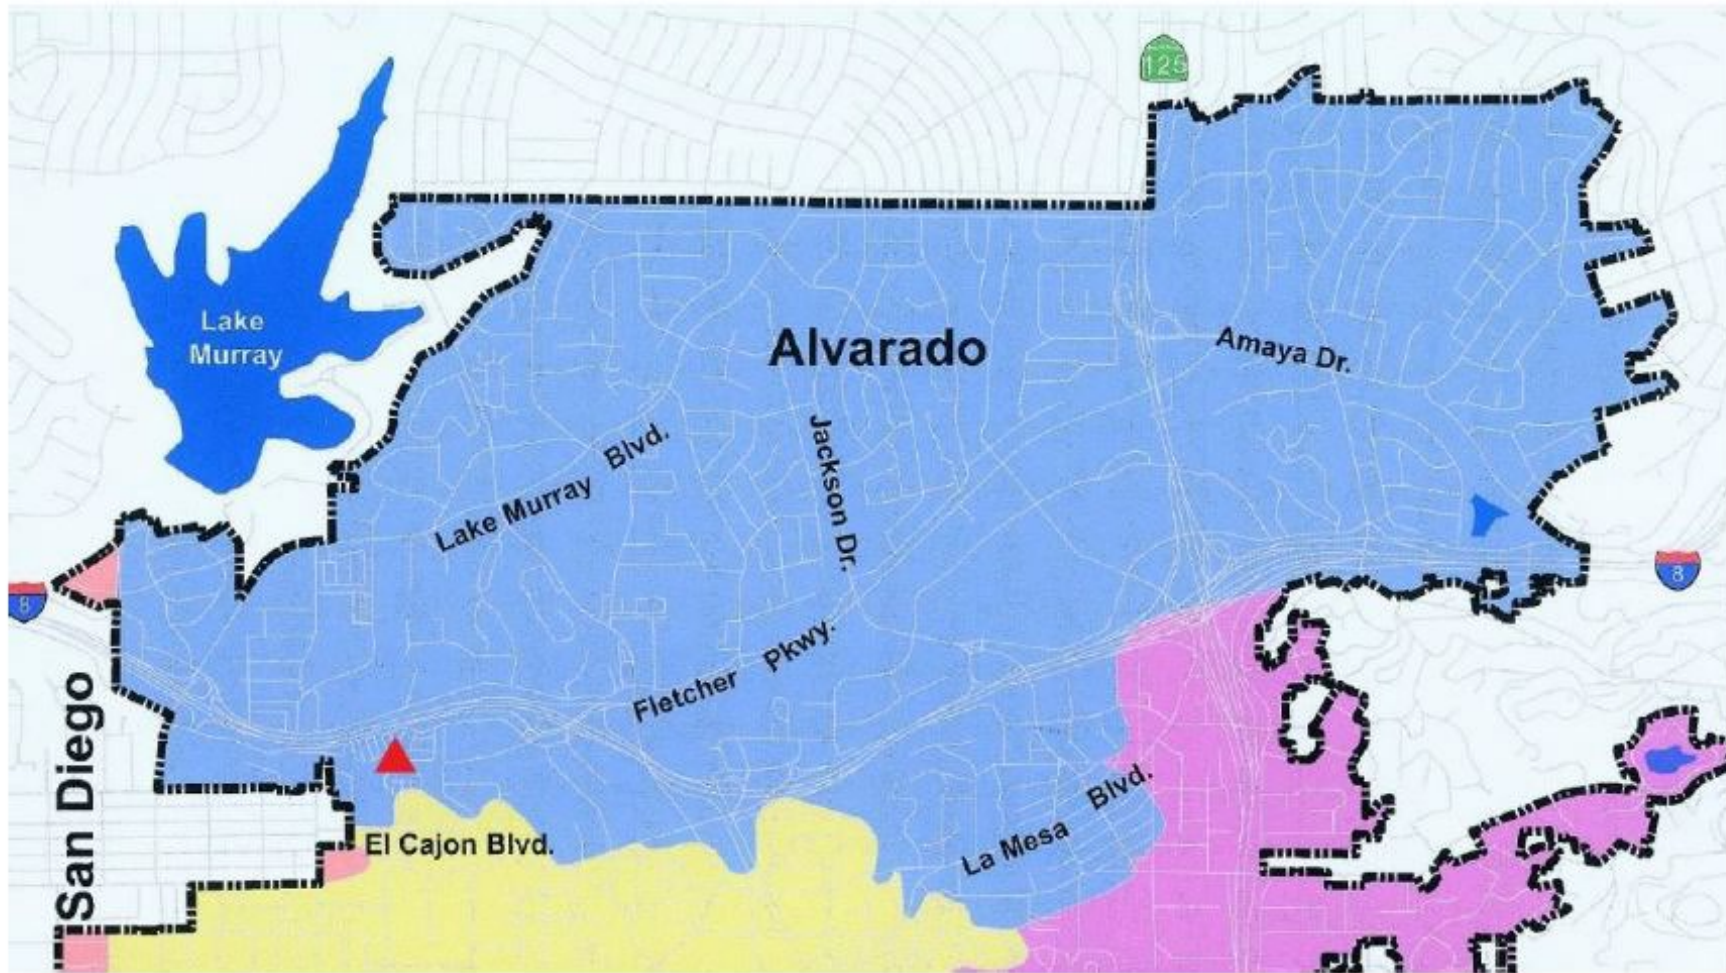 125
Lake
Murray
Alvarado
Amaya Dr.
Lake Murray Blvd.
Jackson Dr.
8
8
Fletcher Pkwy.
San Diego
La Mesa Blvd.
El Cajon Blvd.